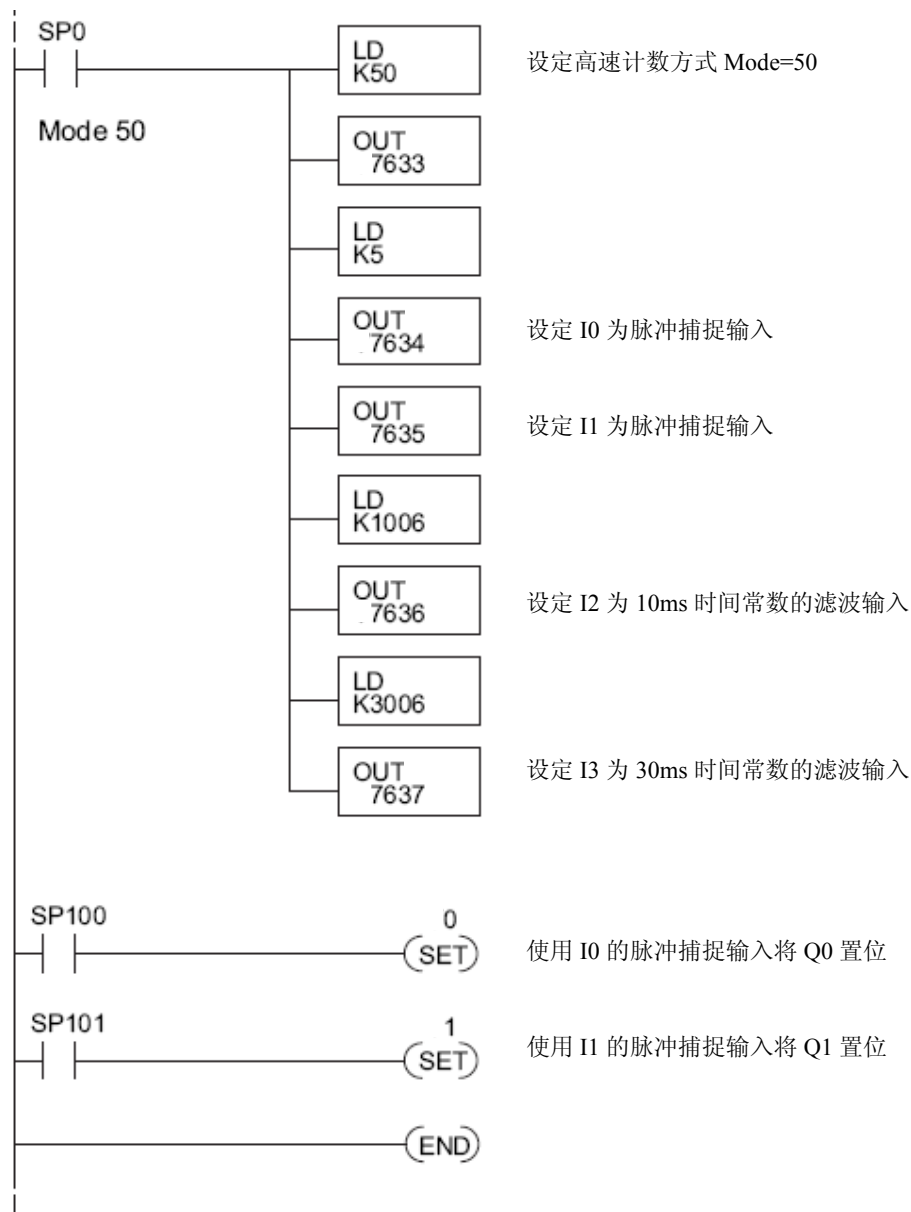 SP0
LD
K50
设定高速计数方式 Mode=50
Mode 50
OUT
7633
LD
K5
OUT
7634
设定 I0 为脉冲捕捉输入
OUT
7635
设定 I1 为脉冲捕捉输入
LD
K1006
OUT
7636
设定 I2 为 10ms 时间常数的滤波输入
LD
K3006
OUT
7637
设定 I3 为 30ms 时间常数的滤波输入
SP100
0
SET
使用 I0 的脉冲捕捉输入将 Q0 置位
SP101
1
SET
使用 I1 的脉冲捕捉输入将 Q1 置位
END